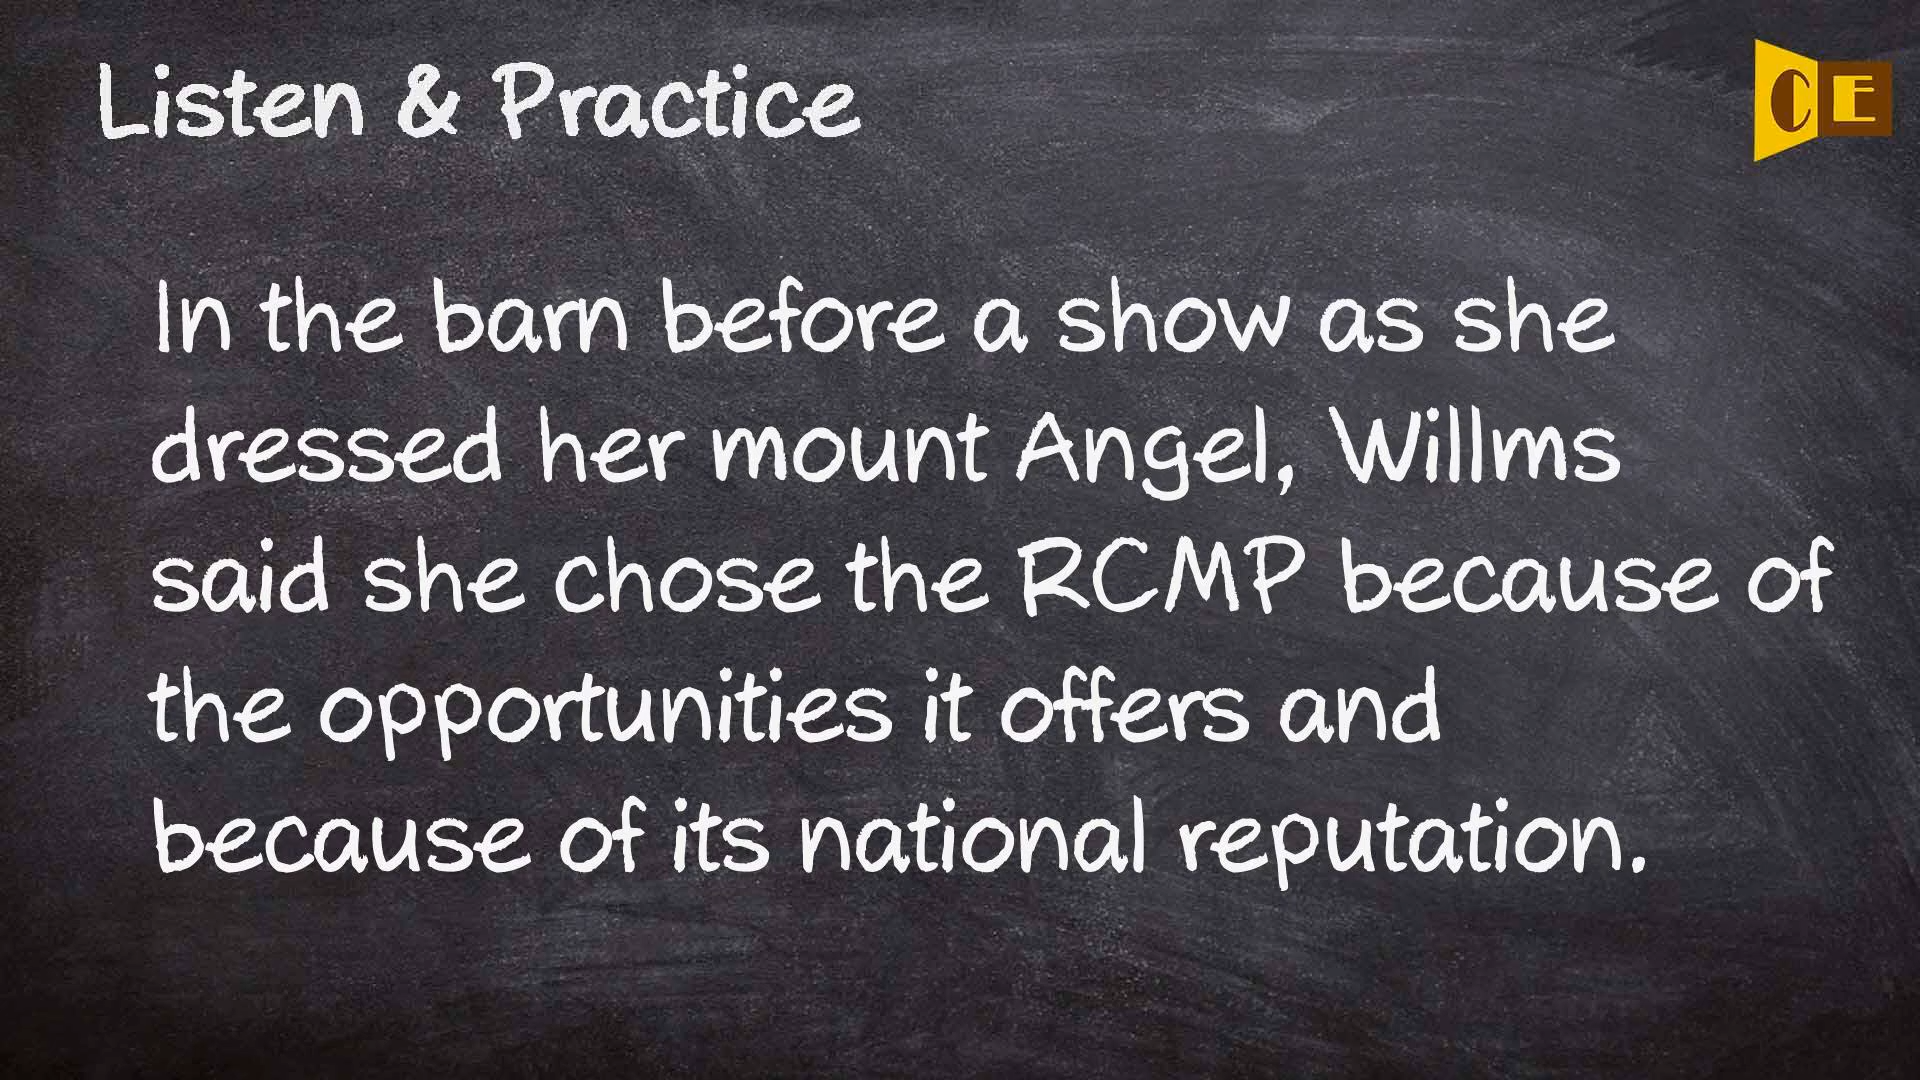 Listen & Practice
CE
In the barn before a show as she
dressed her mount Angel, Willms
said she chose the RCMP because of
the opportunities it offers and
because of its national reputation.